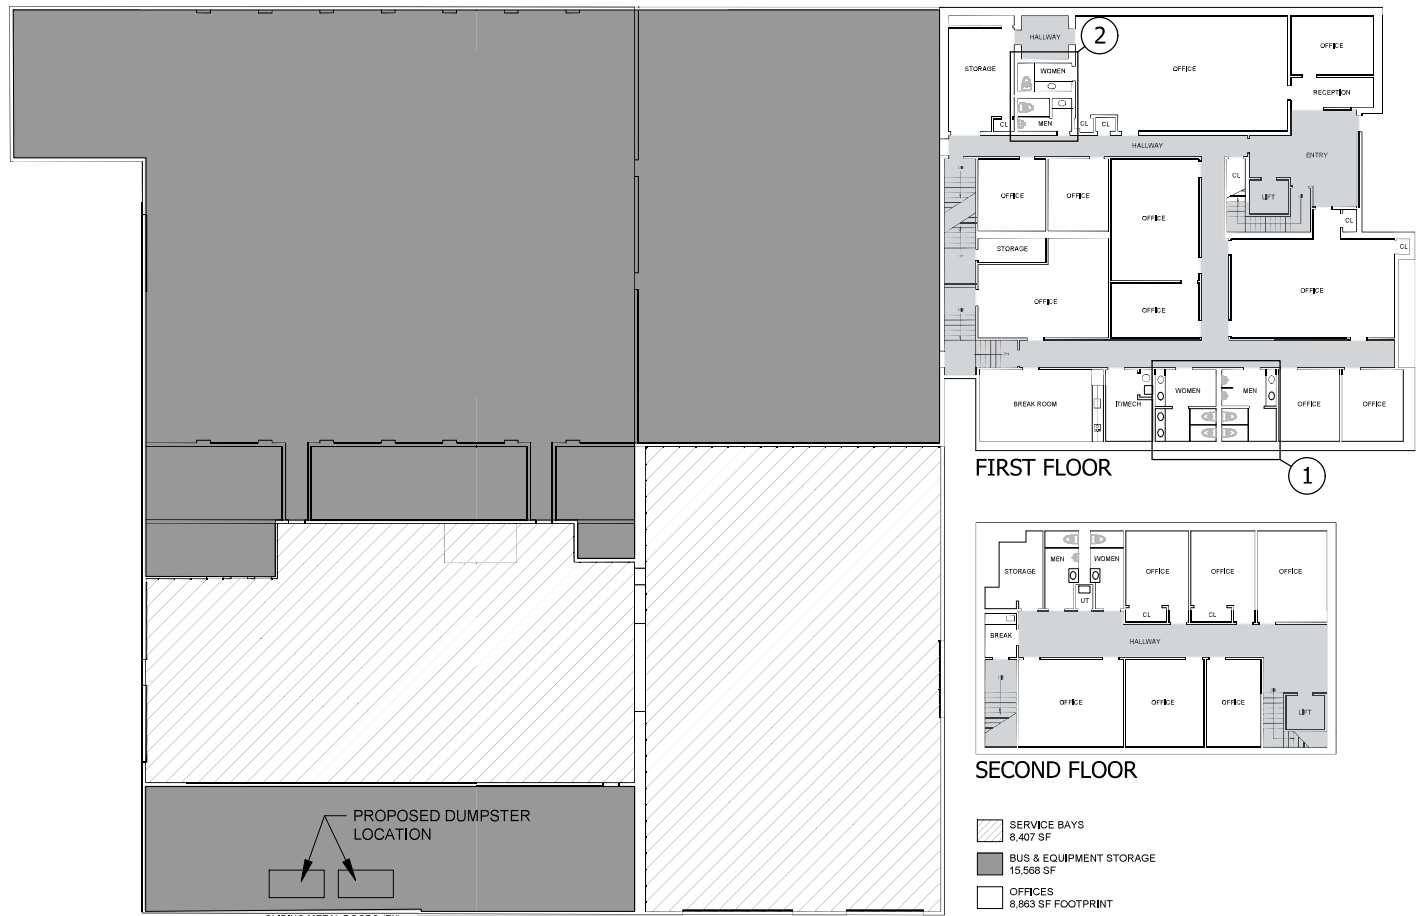 HALLWAY
2
STORAGE
WOMEN
OFFICE
OFFICE
RECEPTION
CL
MEN
CL
CL
HALLWAY
ENTRY
CL
LIFT
CL
CL
OFFICE
OFFICE
OFFICE
STORAGE
OFFICE
OFFICE
OFFICE
BREAK ROOM
IT/MECH
WOMEN
MEN
OFFICE
OFFICE
FIRST FLOOR
1
STORAGE
MEN
WOMEN
OFFICE
OFFICE
OFFICE
UT
CL
CL
BREAK
HALLWAY
OFFICE
OFFICE
OFFICE
LIFT
SECOND FLOOR
PROPOSED DUMPSTER
LOCATION
SERVICE BAYS
8,407 SF
BUS & EQUIPMENT STORAGE
15,568 SF
OFFICES
8,863 SF FOOTPRINT